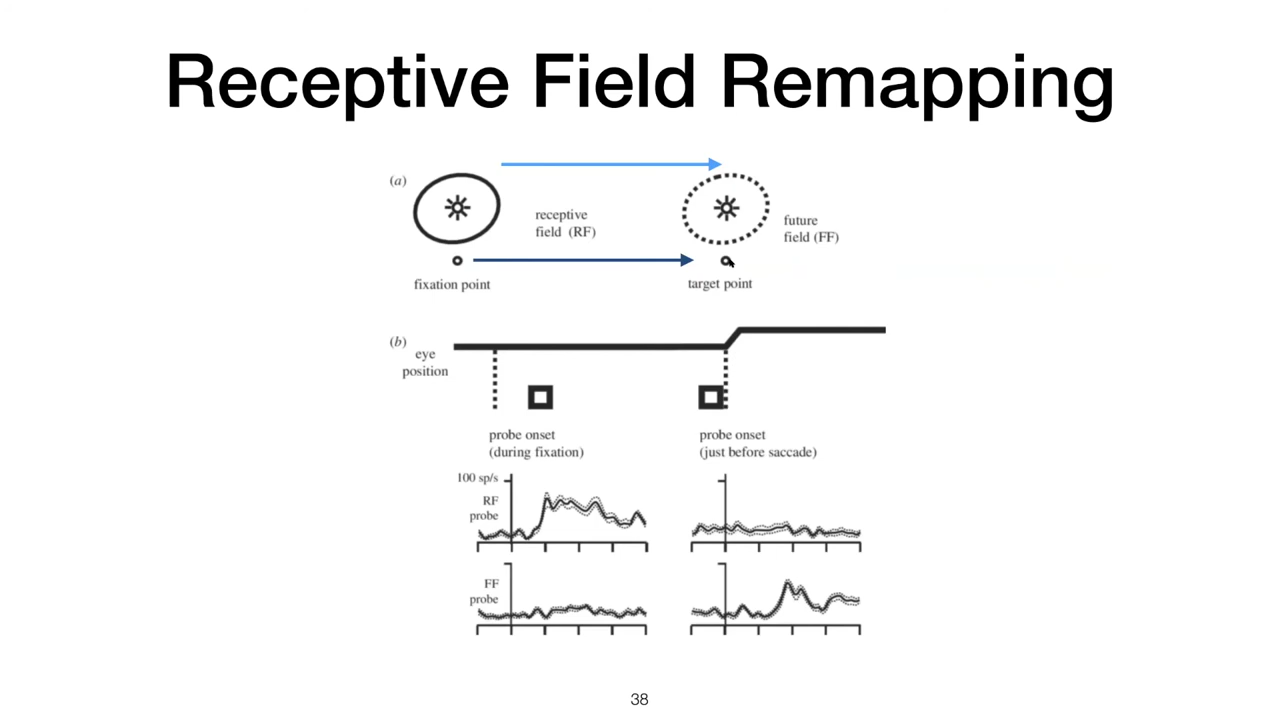 Receptive Field Remapping
(a)
receptive
field (RF)
future
field (FF)
fixation point
target point
(b)
eye
position
probe onset
(during fixation)
probe onset
(just before saccade)
100 sp/s
RF
probe
FF
probe
38